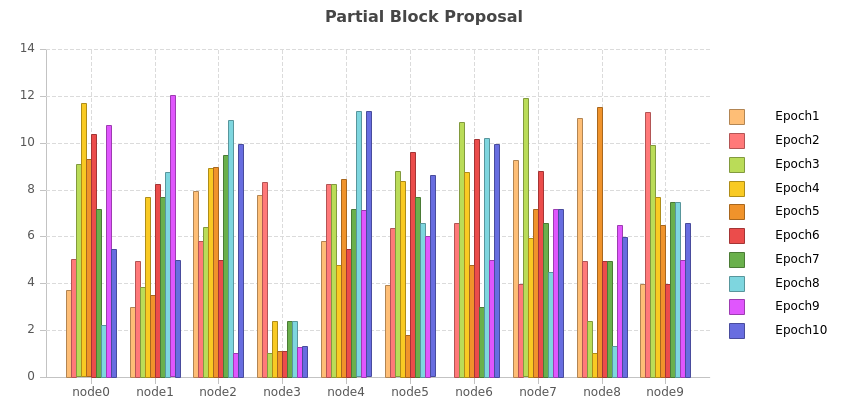 Partial Block Proposal
14
12
10
8
6
4
2
0
node0 node1 node2 node3 node4 node5 node6 node7 node8 node9
Epoch1
Epoch2
Epoch3
Epoch4
Epoch5
Epoch6
Epoch7
Epoch8
Epoch9
Epoch10